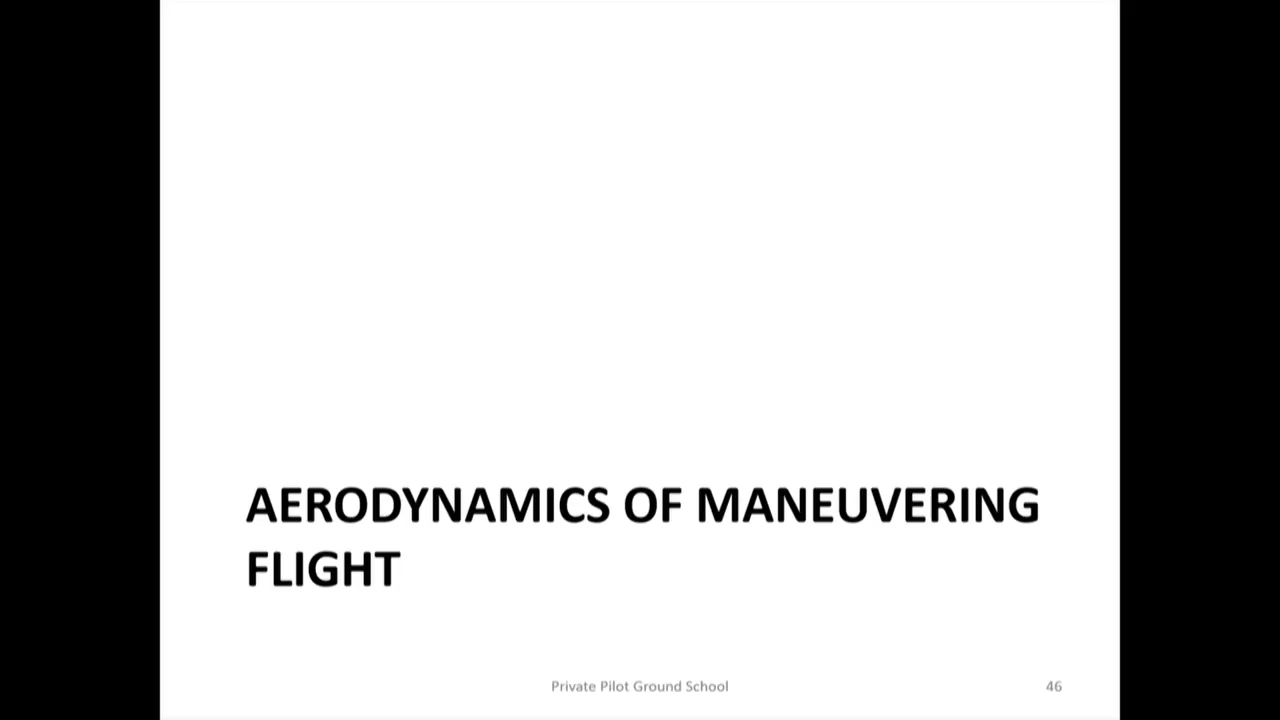 AERODYNAMICS OF MANEUVERING
FLIGHT
Private Pilot Ground School
46